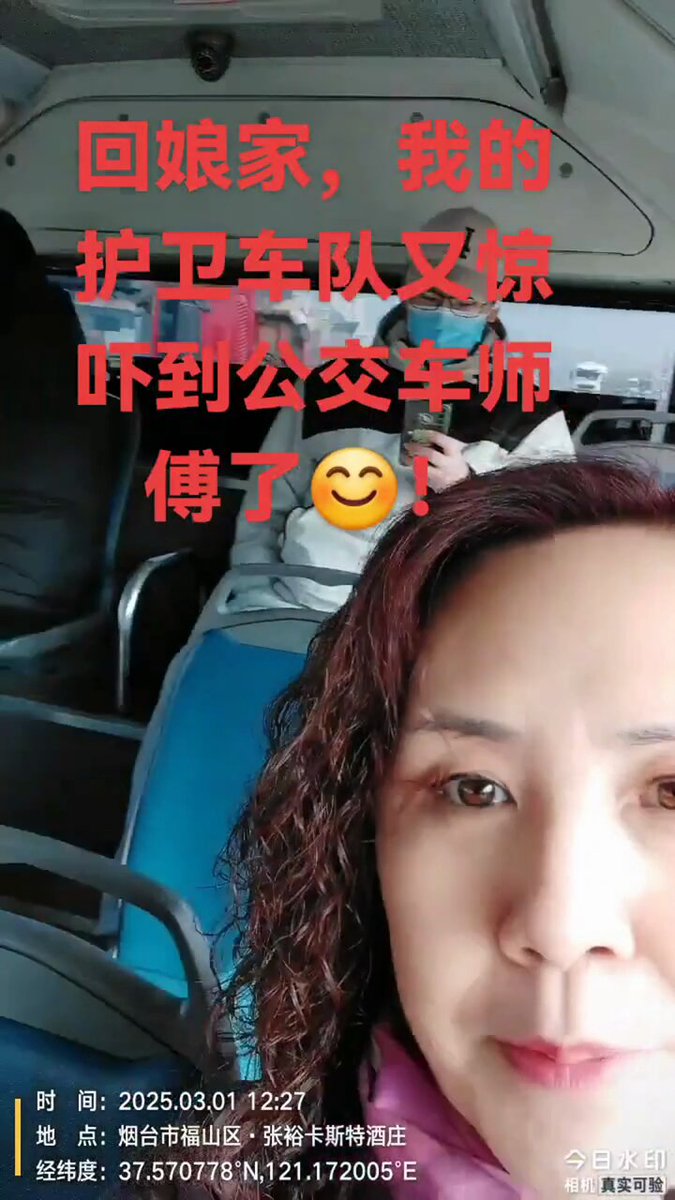 回娘家，我的
护卫车队又惊
吓到公交车师
傅了😊！
时 间：2025.03.01 12:27
地 点：烟台市福山区·张裕卡斯特酒庄
经纬度：37.570778°N,121.172005°E
今日水印
相机 真实可验